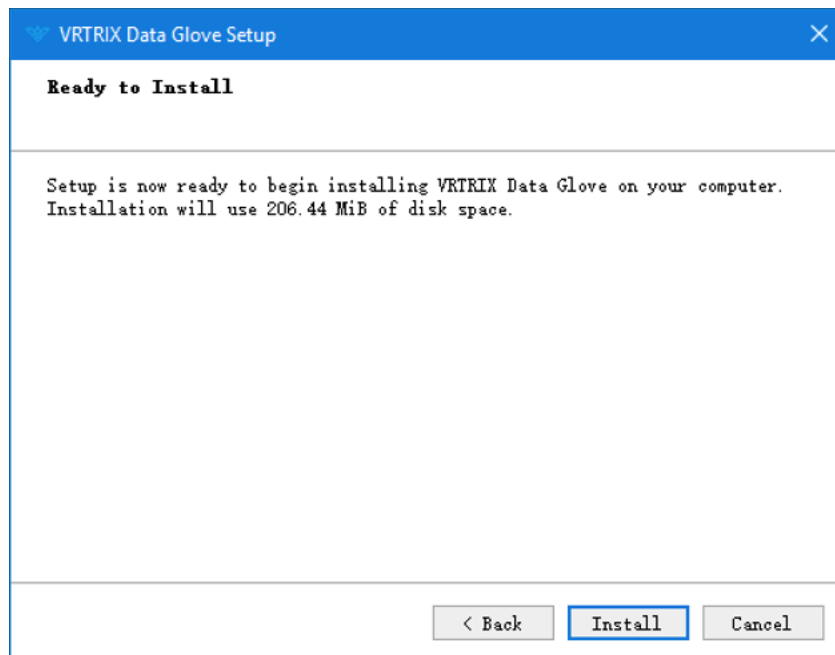 VRTRIX Data Glove Setup
Ready to Install
Setup is now ready to begin installing VRTRIX Data Glove on your computer.
Installation will use 206.44 MiB of disk space.
< Back Install Cancel